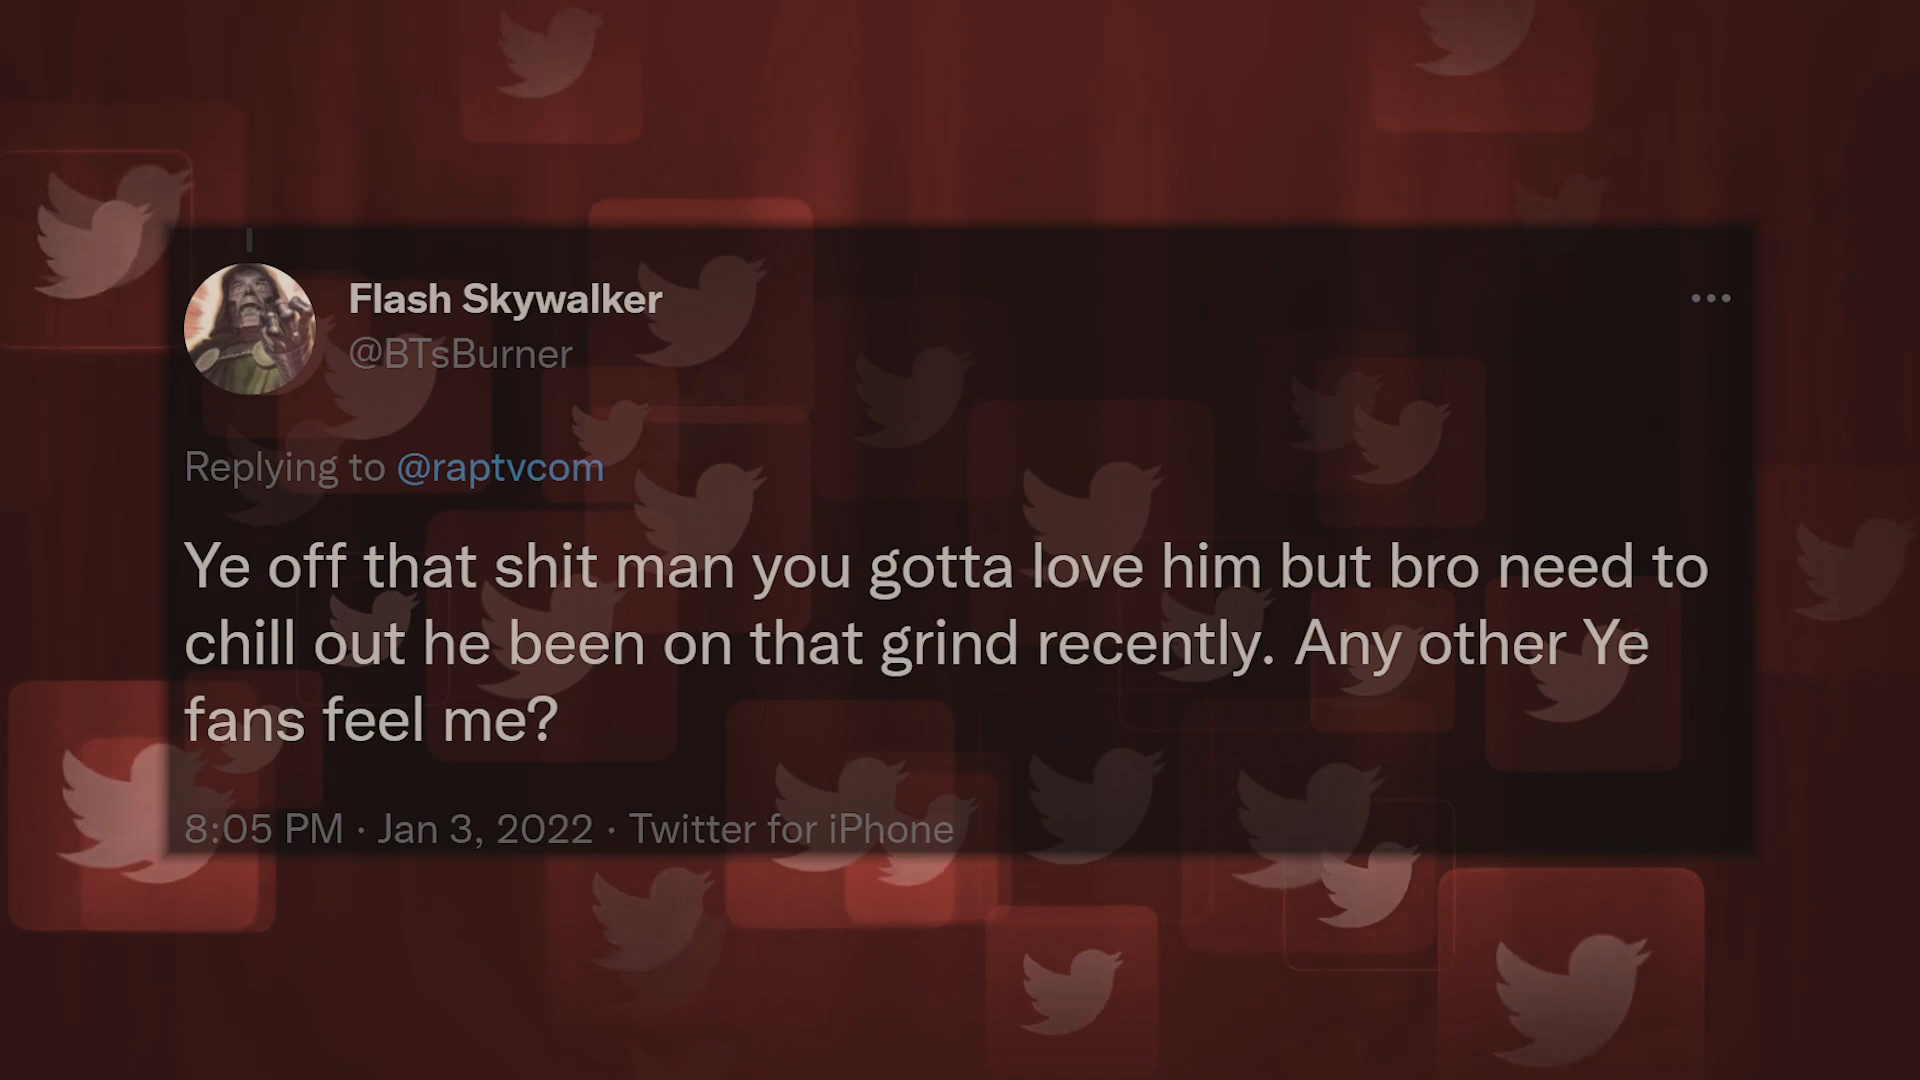 Flash Skywalker
@BTsBurner
Replying to @raptvcom
Ye off that shit man you gotta love him but bro need to
chill out he been on that grind recently. Any other Ye
fans feel me?
8:05 PM · Jan 3, 2022 · Twitter for iPhone